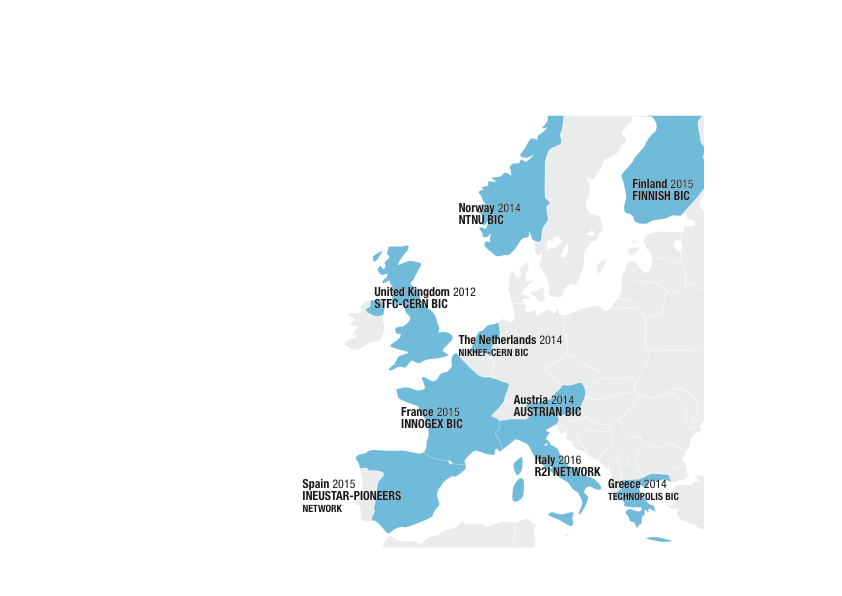 Finland 2015
FINNISH BIC
Norway 2014
NTNU BIC
United Kingdom 2012
STFC-CERN BIC
The Netherlands 2014
NIKHEF-CERN BIC
Austria 2014
AUSTRIAN BIC
France 2015
INNOGEX BIC
Italy 2016
R2I NETWORK
Spain 2015
INEUSTAR-PIONEERS
NETWORK
Greece 2014
TECHNOPOLIS BIC